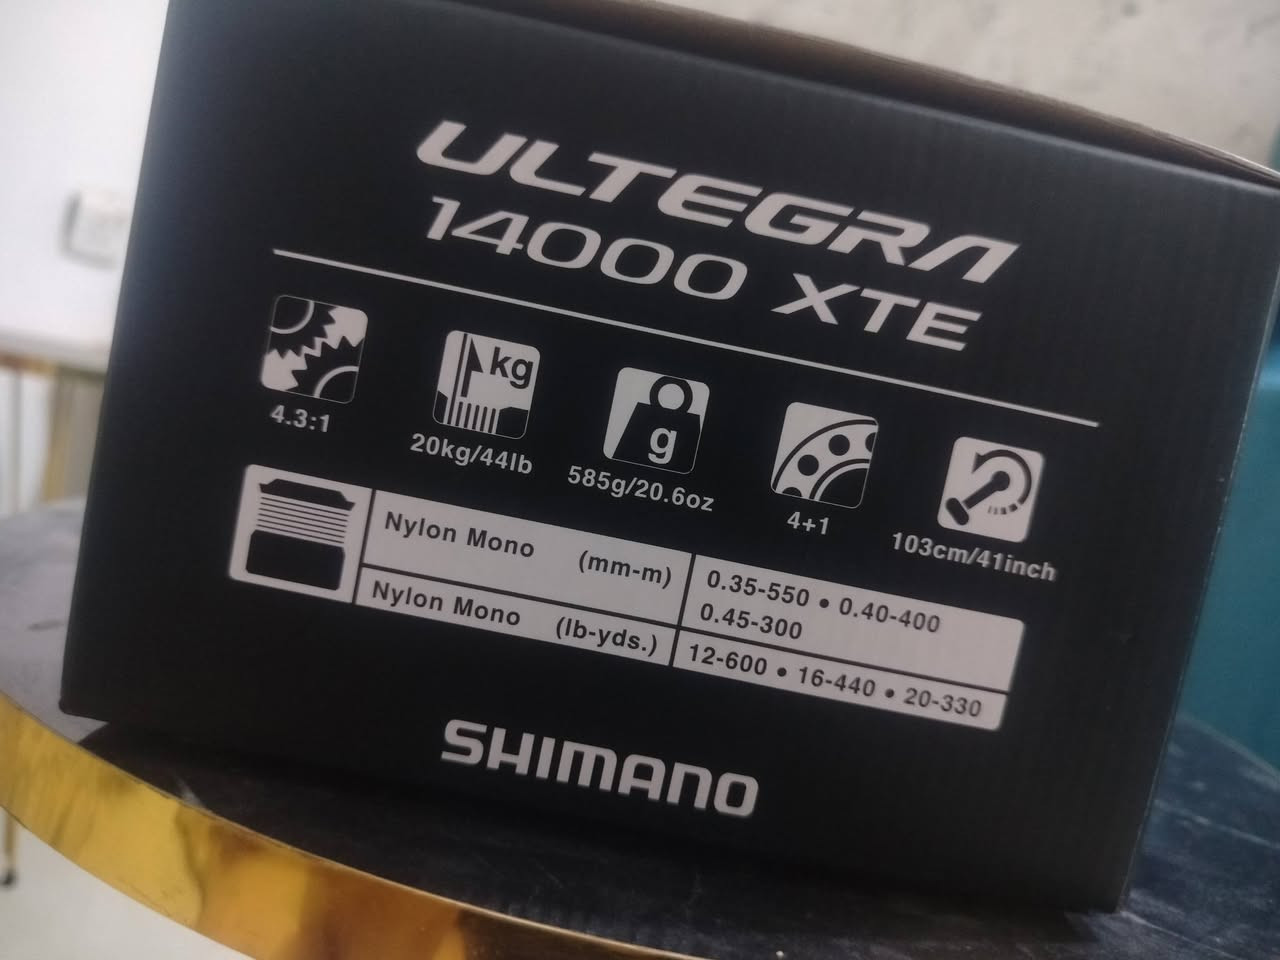 ULTEGRA
14000 XTE
kg
g
4.3:1
20kg/44lb
585g/20.6oz
4+1
103cm/41inch
Nylon Mono (mm-m)
0.35-550 • 0.40-400
0.45-300
Nylon Mono (lb-yds.)
12-600 • 16-440 • 20-330
SHIMANO